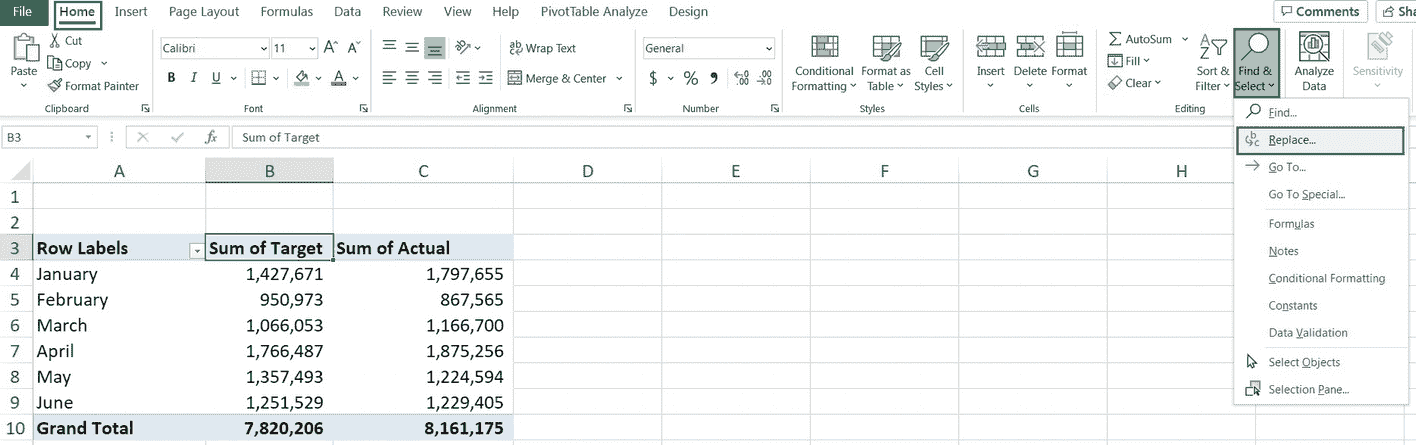 File Home Insert Page Layout Formulas Data Review View Help PivotTable Analyze Design Comments Sha
Cut
Copy
Format Painter
Paste
Clipboard
Calibri 11 A A
B I U A
Font
ab Wrap Text
Merge & Center
Alignment
General
$ % 9 .00 .00
Number
Conditional Formatting
Format as Table
Cell Styles
Styles
Insert Delete Format
Cells
AutoSum
Fill
Clear
Sort & Filter
Find & Select
Editing
Analyze Data
Sensitivity
Find...
Replace...
Go To...
Go To Special...
Formulas
Notes
Conditional Formatting
Constants
Data Validation
Select Objects
Selection Pane...
B3 fx Sum of Target
A B C D E F G H
1
2
3 Row Labels Sum of Target Sum of Actual
4 January 1,427,671 1,797,655
5 February 950,973 867,565
6 March 1,066,053 1,166,700
7 April 1,766,487 1,875,256
8 May 1,357,493 1,224,594
9 June 1,251,529 1,229,405
10 Grand Total 7,820,206 8,161,175